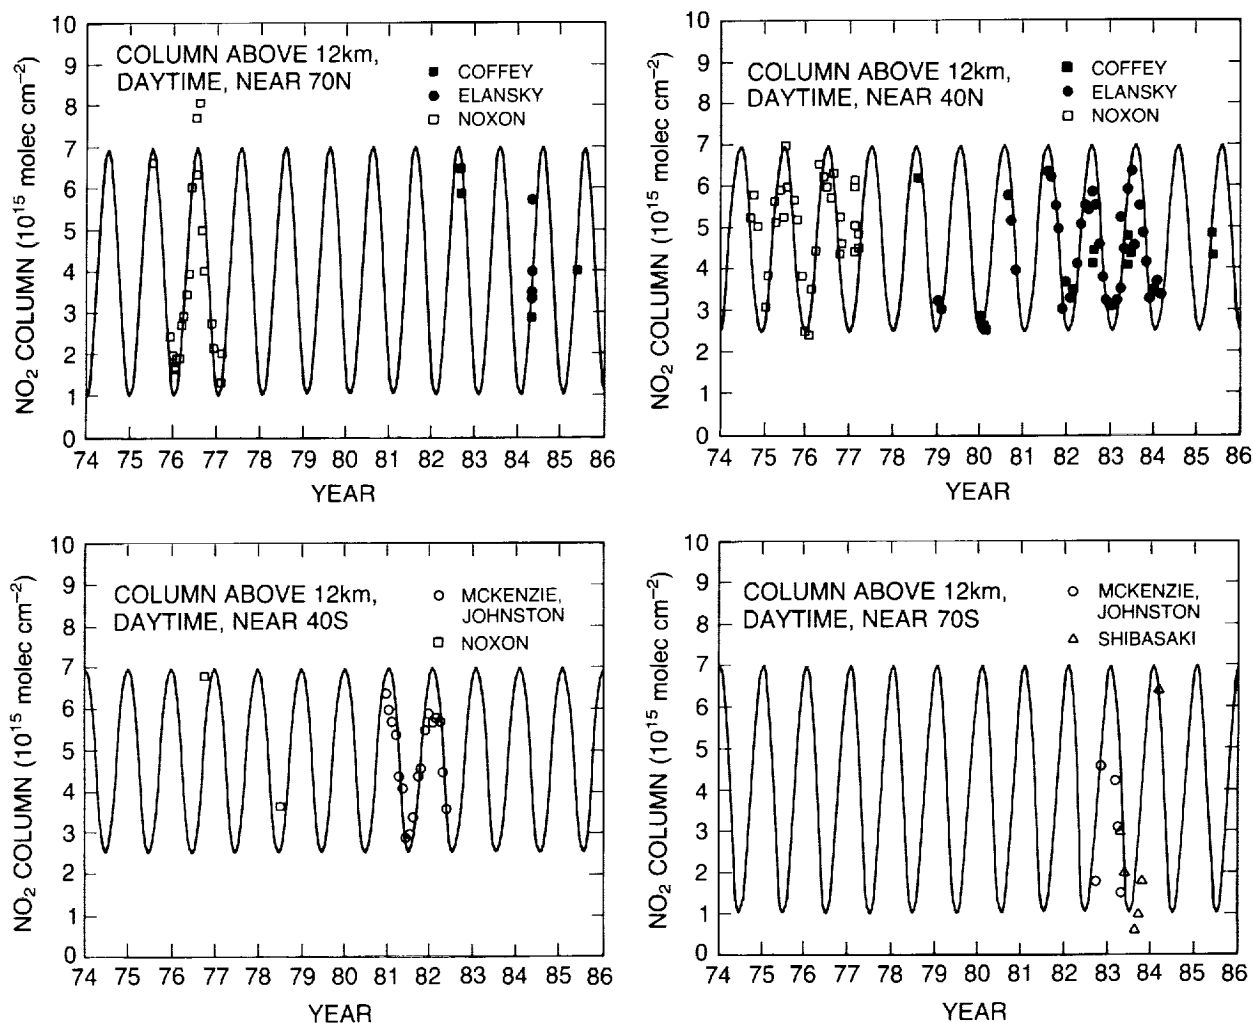 COLUMN ABOVE 12km,
DAYTIME, NEAR 70N
■ COFFEY
● ELANSKY
□ NOXON
NO₂ COLUMN (10¹⁵ molec cm⁻²)
10
9
8
7
6
5
4
3
2
1
0
74 75 76 77 78 79 80 81 82 83 84 85 86
YEAR
COLUMN ABOVE 12km,
DAYTIME, NEAR 40N
■ COFFEY
● ELANSKY
□ NOXON
NO₂ COLUMN (10¹⁵ molec cm⁻²)
10
9
8
7
6
5
4
3
2
1
0
74 75 76 77 78 79 80 81 82 83 84 85 86
YEAR
COLUMN ABOVE 12km,
DAYTIME, NEAR 40S
○ MCKENZIE,
JOHNSTON
□ NOXON
NO₂ COLUMN (10¹⁵ molec cm⁻²)
10
9
8
7
6
5
4
3
2
1
0
74 75 76 77 78 79 80 81 82 83 84 85 86
YEAR
COLUMN ABOVE 12km,
DAYTIME, NEAR 70S
○ MCKENZIE,
JOHNSTON
△ SHIBASAKI
NO₂ COLUMN (10¹⁵ molec cm⁻²)
10
9
8
7
6
5
4
3
2
1
0
74 75 76 77 78 79 80 81 82 83 84 85 86
YEAR